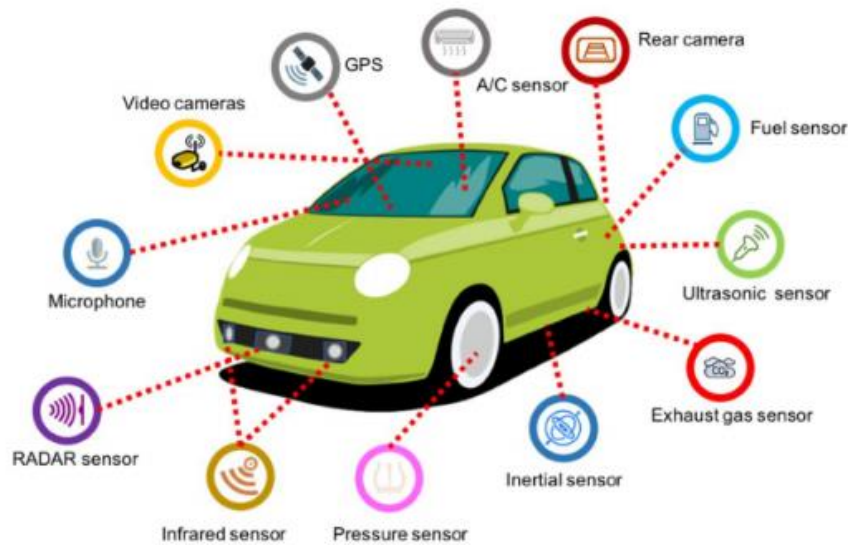 Rear camera
GPS
A/C sensor
Video cameras
Fuel sensor
Microphone
Ultrasonic sensor
CO₂
Exhaust gas sensor
RADAR sensor
Inertial sensor
Infrared sensor
Pressure sensor